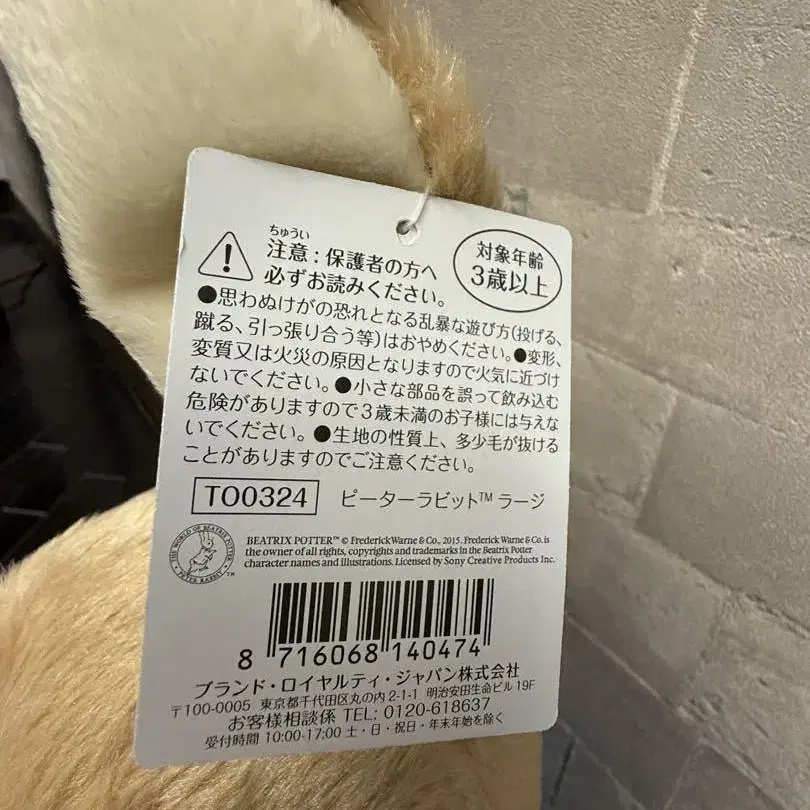 ちゅうい
注意：保護者の方へ
必ずお読みください。
対象年齢
3歳以上
●思わぬけがの恐れとなる乱暴な遊び方(投げる、
蹴る、引っ張り合う等)はおやめください。●変形、
変質又は火災の原因となりますので火気に近づけ
ないでください。●小さな部品を誤って飲み込む
危険がありますので3歳未満のお子様には与えな
いでください。●生地の性質上、多少毛が抜ける
ことがありますのでご注意ください。
TO0324 ピーターラビット™ ラージ
THE WORLD OF BEATRIX POTTER
PETER RABBIT ™
BEATRIX POTTER™ © Frederick Warne & Co., 2015. Frederick Warne & Co. is
the owner of all rights, copyrights and trademarks in the Beatrix Potter
character names and illustrations. Licensed by Sony Creative Products Inc.
8 716068 140474
ブランド・ロイヤルティ・ジャパン株式会社
〒100-0005 東京都千代田区丸の内2-1-1 明治安田生命ビル19F
お客様相談係 TEL: 0120-618637
受付時間 10:00-17:00 土・日・祝日・年末年始を除く